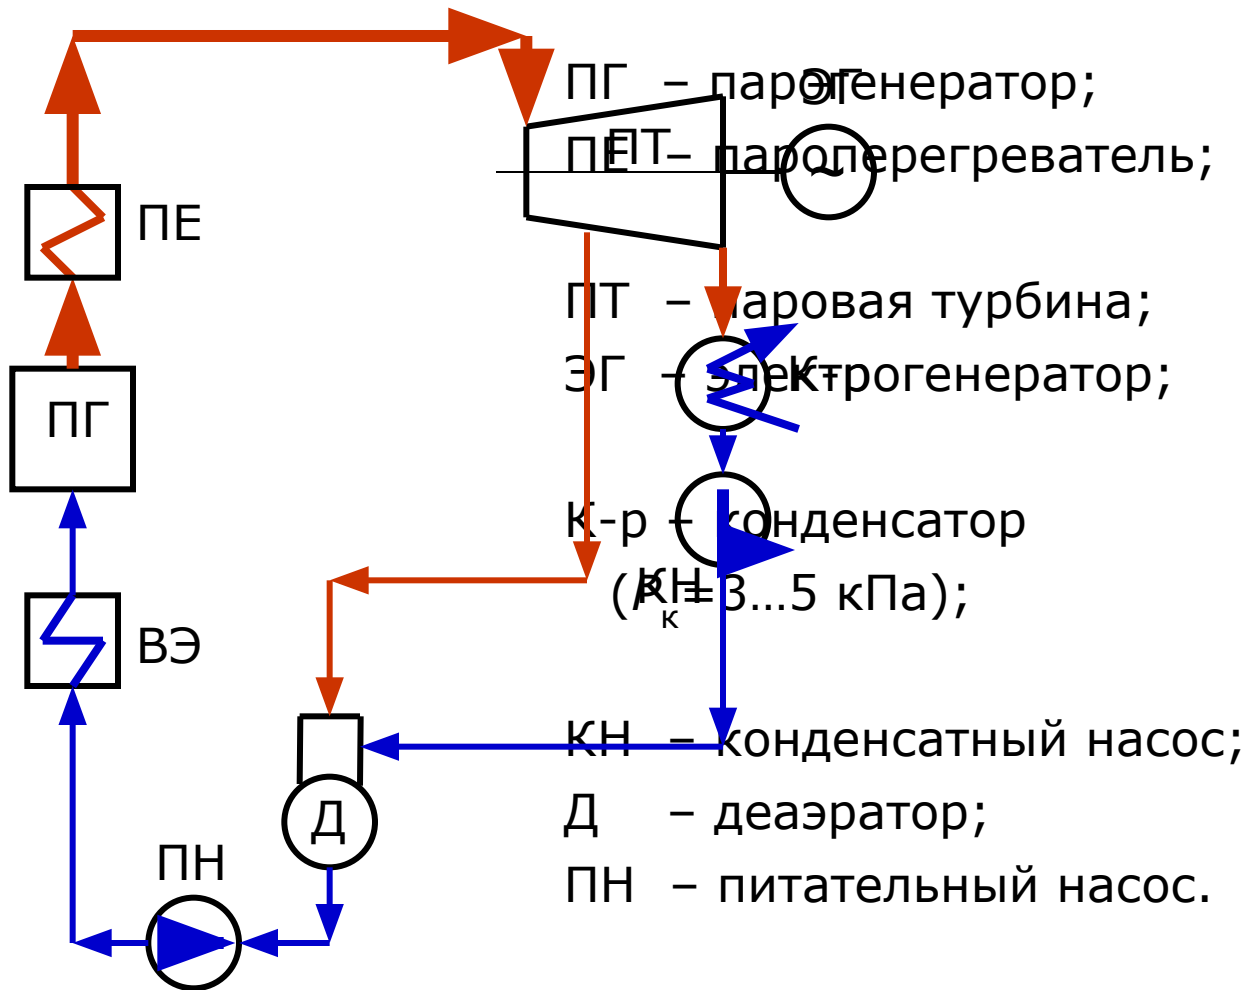 ПГ – парогенератор;
ЭГ
ПЕ – пароперегреватель;
ПТ
~
ПЕ
ПТ – паровая турбина;
ЭГ – электрогенератор;
К-р
ПГ
К-р – конденсатор
(Pк=3…5 кПа);
КН
ВЭ
КН – конденсатный насос;
Д – деаэратор;
Д
ПН
ПН – питательный насос.